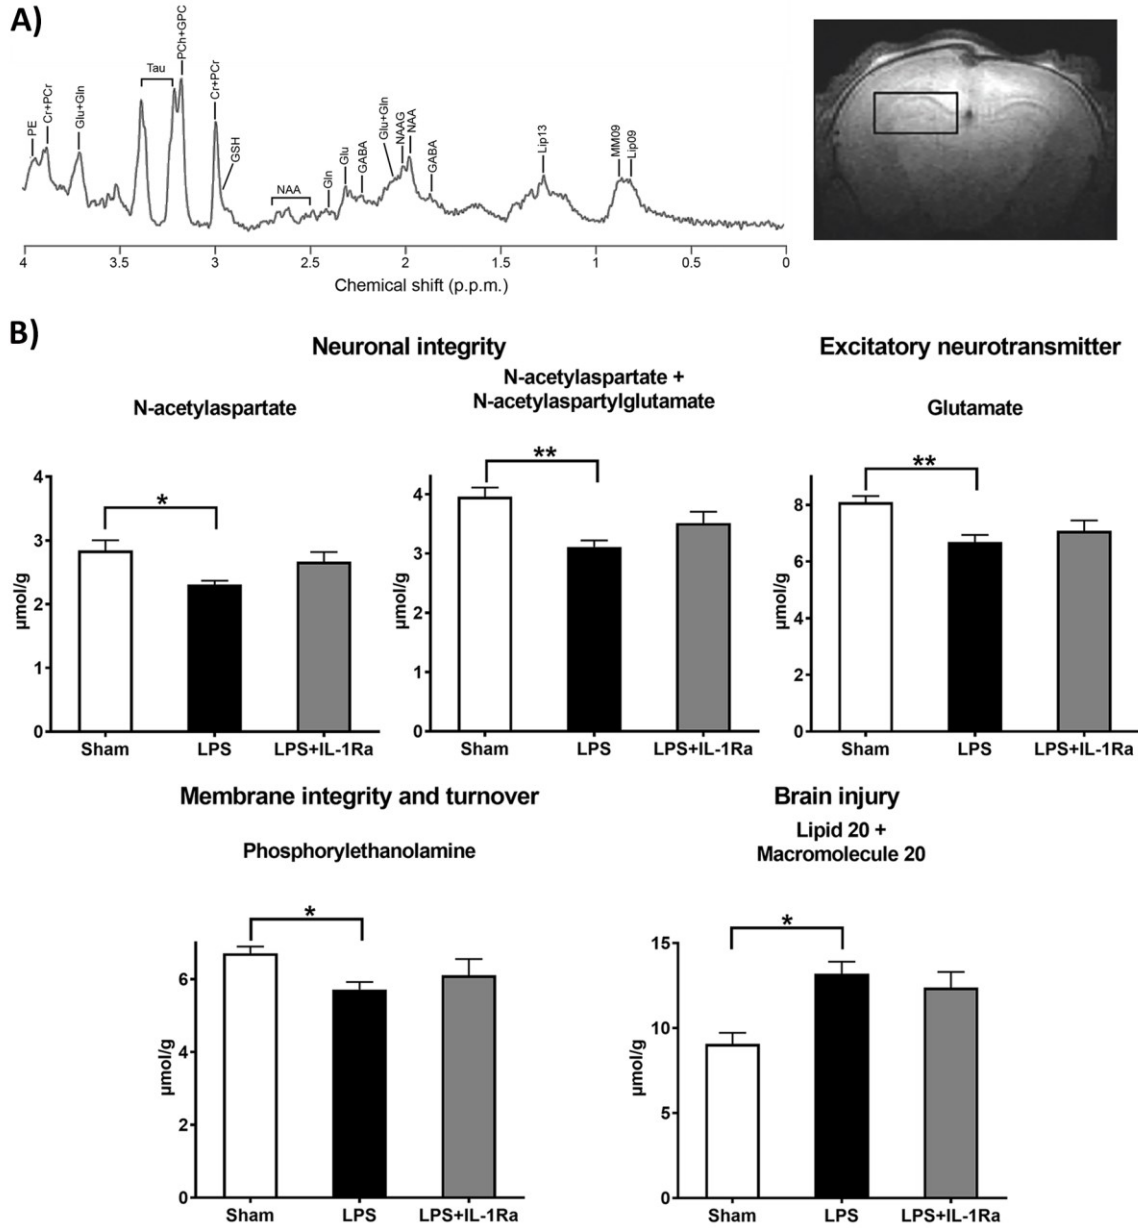 A)
PE
Cr+PCr
Glu+Gln
Tau
PCh+GPC
Cr+PCr
GSH
NAA
Gln
Glu
GABA
Glu+Gln
NAAG
NAA
GABA
Lip13
MM09
Lip09
4 3.5 3 2.5 2 1.5 1 0.5 0
Chemical shift (p.p.m.)
B)
Neuronal integrity
Excitatory neurotransmitter
N-acetylaspartate
N-acetylaspartate +
N-acetylaspartylglutamate
Glutamate
*
**
**
4
3
2
1
0
µmol/g
Sham LPS LPS+IL-1Ra
4
3
2
1
0
µmol/g
Sham LPS LPS+IL-1Ra
8
6
4
2
0
µmol/g
Sham LPS LPS+IL-1Ra
Membrane integrity and turnover
Brain injury
Phosphorylethanolamine
Lipid 20 +
Macromolecule 20
*
*
6
4
2
0
µmol/g
Sham LPS LPS+IL-1Ra
15
10
5
0
µmol/g
Sham LPS LPS+IL-1Ra